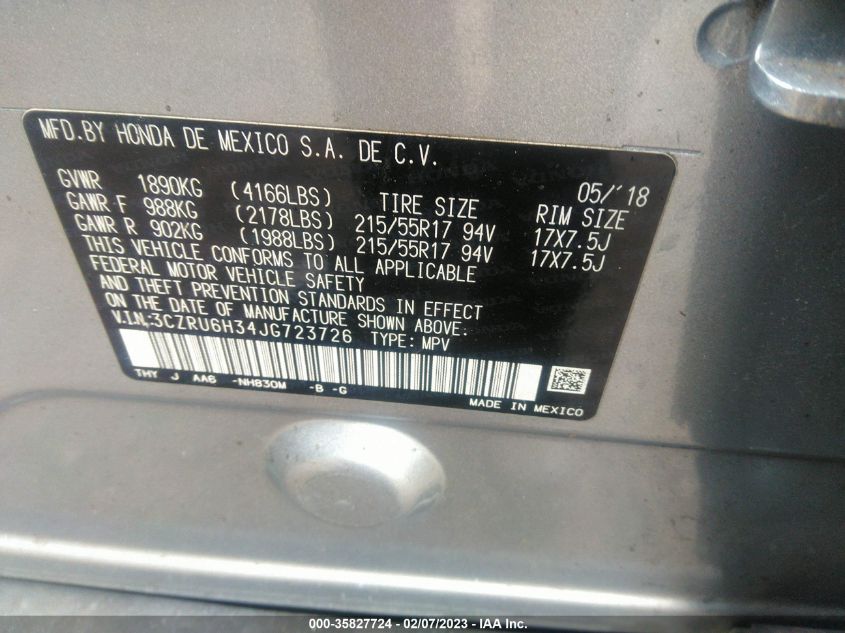 MFD.BY HONDA DE MEXICO S.A. DE C.V.
05/'18
GVWR 1890KG (4166LBS) TIRE SIZE RIM SIZE
GAWR F 988KG (2178LBS) 215/55R17 94V 17X7.5J
GAWR R 902KG (1988LBS) 215/55R17 94V 17X7.5J
THIS VEHICLE CONFORMS TO ALL APPLICABLE
FEDERAL MOTOR VEHICLE SAFETY
AND THEFT PREVENTION STANDARDS IN EFFECT
ON THE DATE OF MANUFACTURE SHOWN ABOVE.
V.I.N.:3CZRU6H34JG723726 TYPE: MPV
THY J AA6 -NH830M -B -G
MADE IN MEXICO
000-35827724 — 02/07/2023 — IAA Inc.